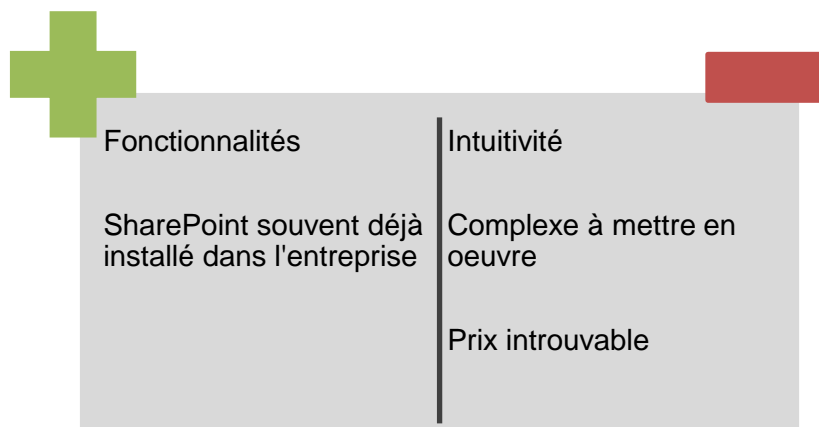 Fonctionnalités
SharePoint souvent déjà
installé dans l'entreprise
Intuitivité
Complexe à mettre en
oeuvre
Prix introuvable